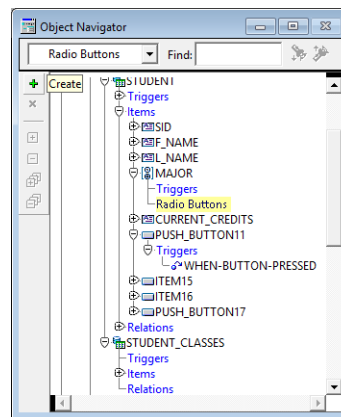 Object Navigator
Radio Buttons Find:
Create
STUDENT
Triggers
Items
SID
F_NAME
L_NAME
MAJOR
Triggers
Radio Buttons
CURRENT_CREDITS
PUSH_BUTTON11
Triggers
WHEN-BUTTON-PRESSED
ITEM15
ITEM16
PUSH_BUTTON17
Relations
STUDENT_CLASSES
Triggers
Items
Relations